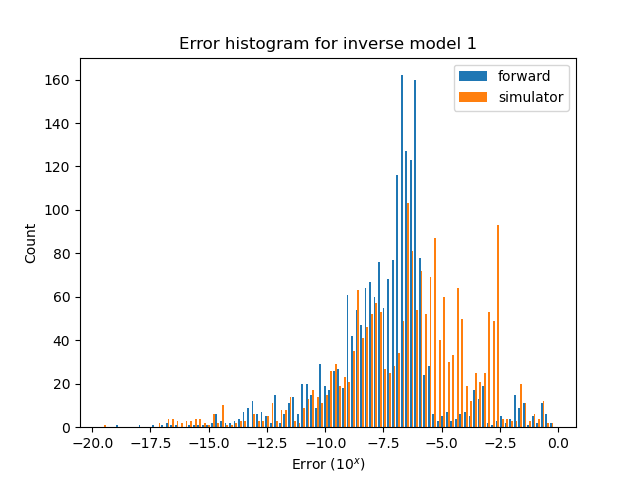 Error histogram for inverse model 1
forward
simulator
Count
160
140
120
100
80
60
40
20
0
−20.0 −17.5 −15.0 −12.5 −10.0 −7.5 −5.0 −2.5 0.0
Error (10ˣ)